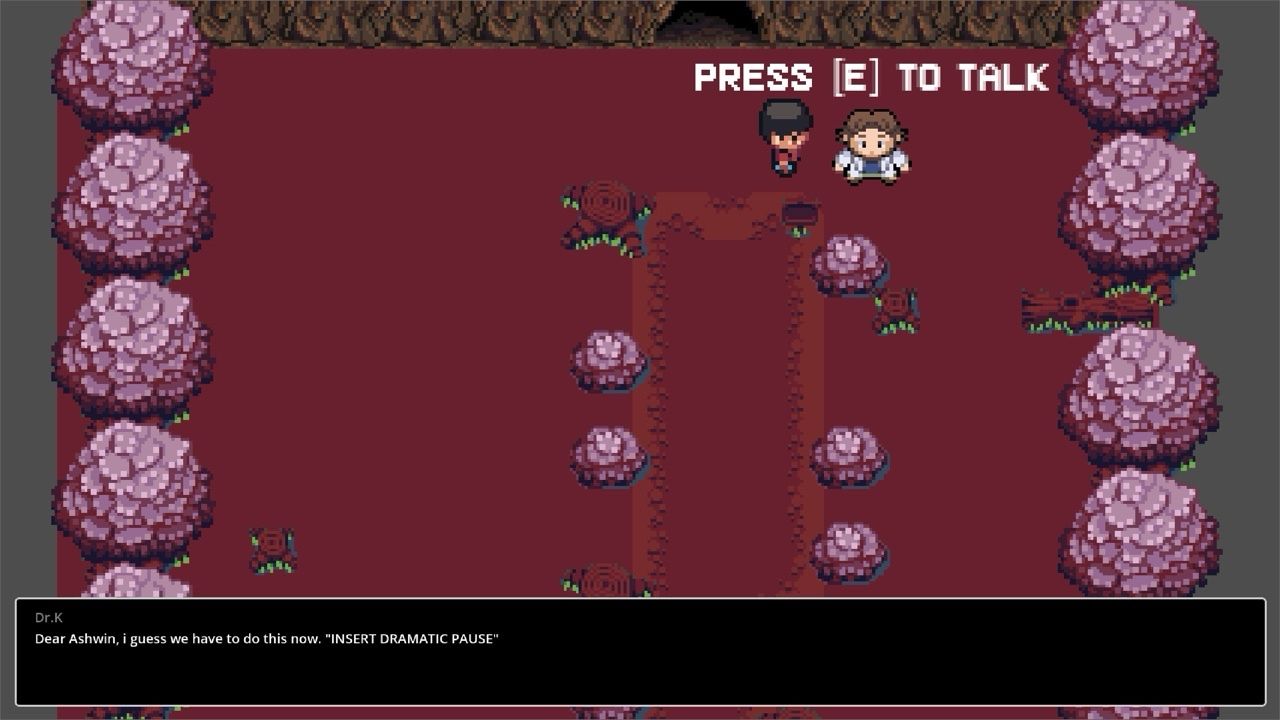 PRESS [E] TO TALK
Dr.K
Dear Ashwin, i guess we have to do this now. "INSERT DRAMATIC PAUSE"